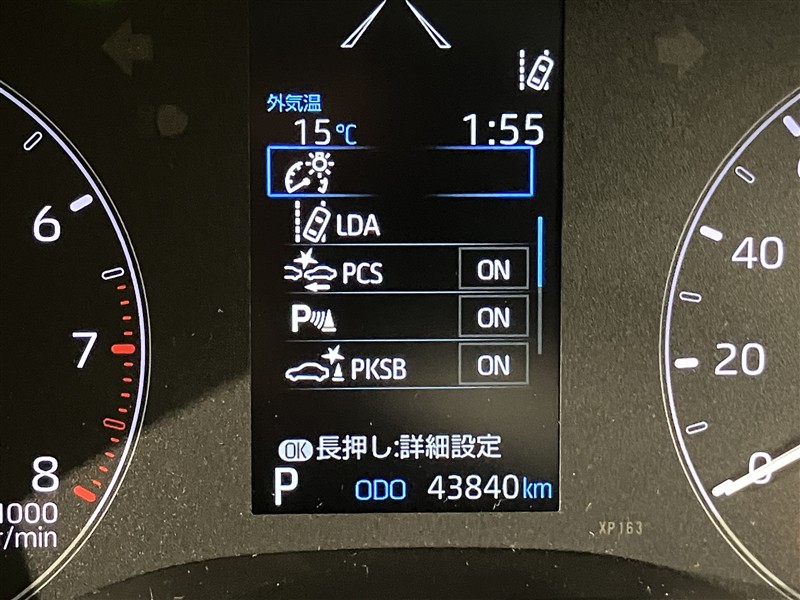 外気温
15℃ 1:55
LDA
PCS ON
P ON
PKSB ON
OK 長押し:詳細設定
P ODO 43840km
6
7
8
1000
r/min
40
20
0
XP163